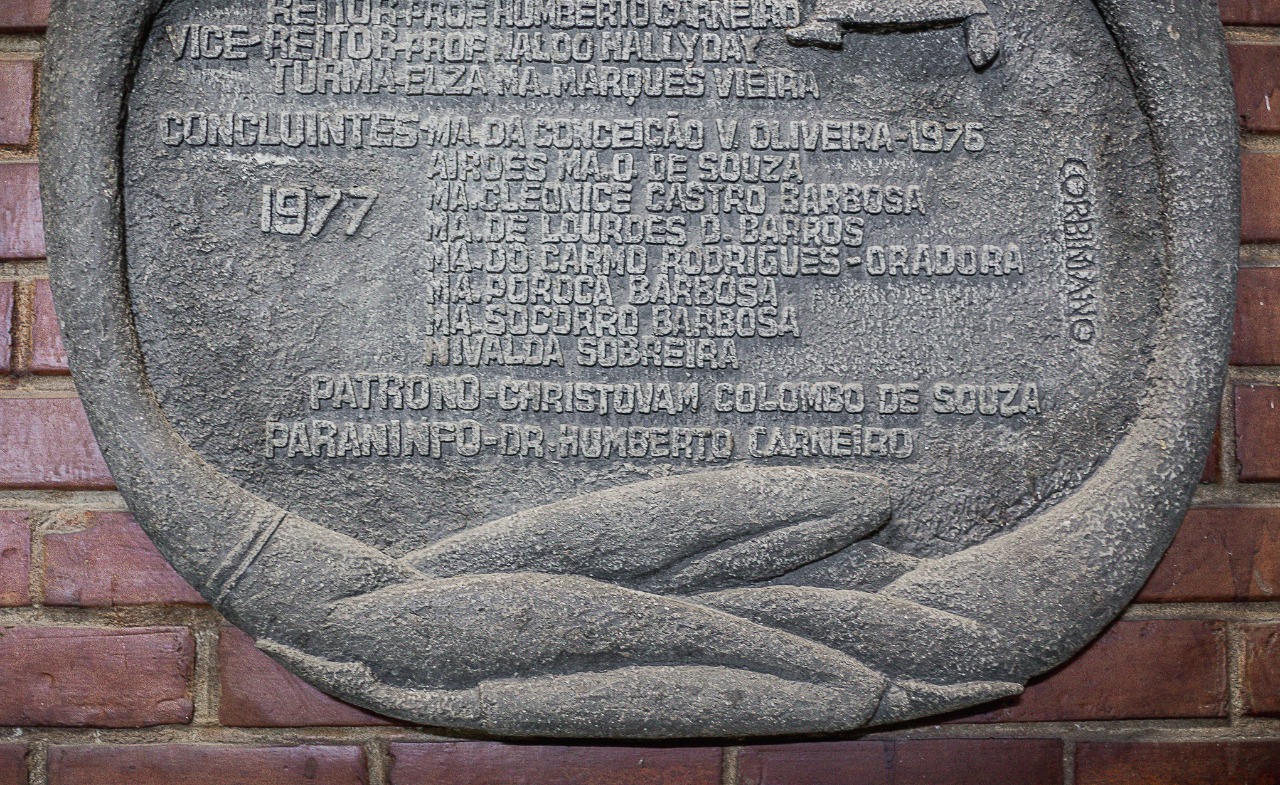 REITOR-PROF. HUMBERTO CARNEIRO
VICE-REITOR-PROF. NALDO HALLYDAY
TURMA-ELZA MA. MARQUES VIEIRA
CONCLUINTES-MA. DA CONCEIÇÃO V. OLIVEIRA-1976
AIRDES MA. O. DE SOUZA
1977
MA. CLEONICE CASTRO BARBOSA
MA. DE LOURDES D. BARROS
MA. DO CARMO RODRIGUES-ORADORA
MA. POROCA BARBOSA
MA. SOCORRO BARBOSA
NIVALDA SOBREIRA
PATRONO-CHRISTOVAM COLOMBO DE SOUZA
PARANINFO-DR. HUMBERTO CARNEIRO
CORBINIANO